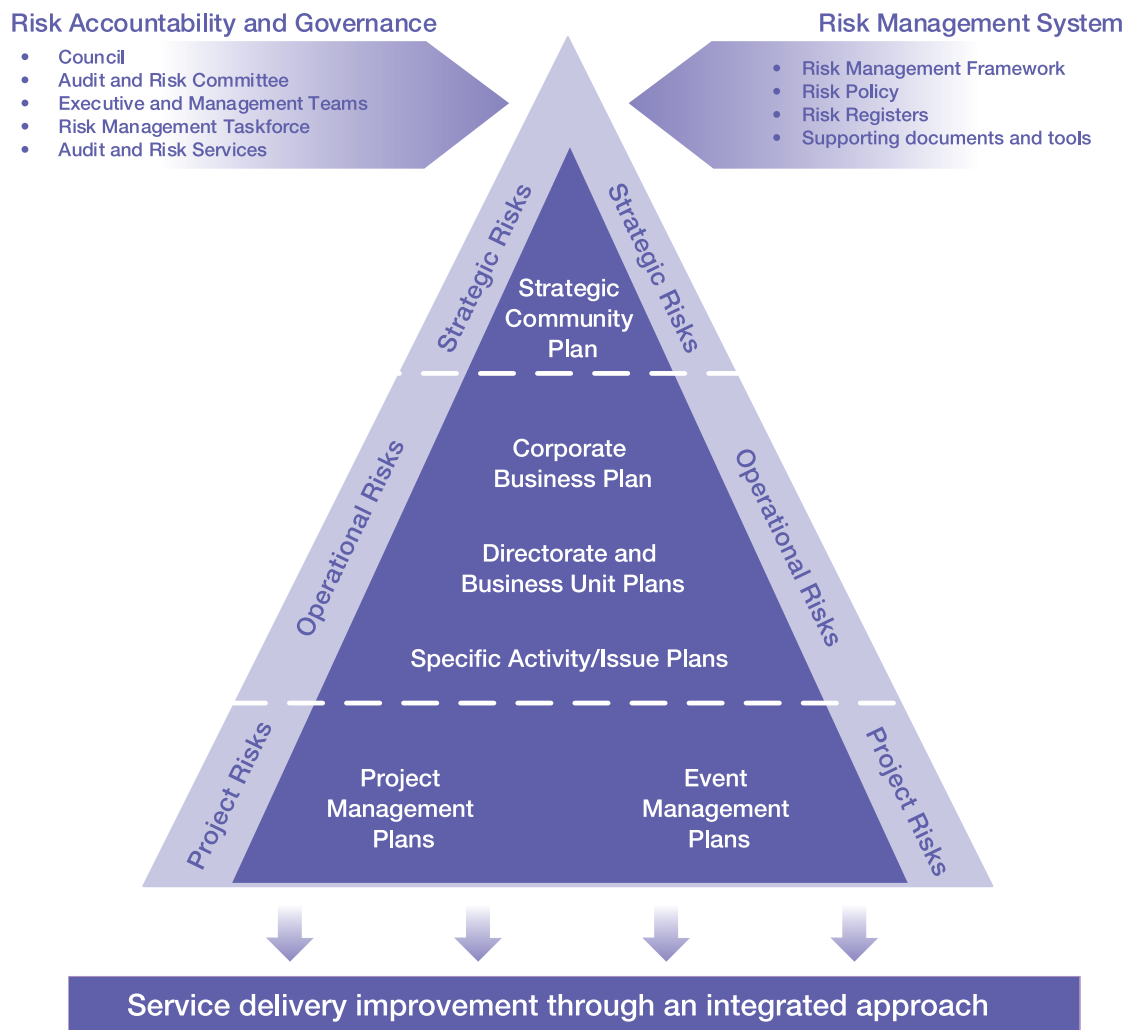 Risk Accountability and Governance
• Council
• Audit and Risk Committee
• Executive and Management Teams
• Risk Management Taskforce
• Audit and Risk Services
Risk Management System
• Risk Management Framework
• Risk Policy
• Risk Registers
• Supporting documents and tools
Strategic Risks
Strategic Risks
Strategic
Community
Plan
Operational Risks
Operational Risks
Corporate
Business Plan
Directorate and
Business Unit Plans
Specific Activity/Issue Plans
Project Risks
Project Risks
Project
Management
Plans
Event
Management
Plans
Service delivery improvement through an integrated approach